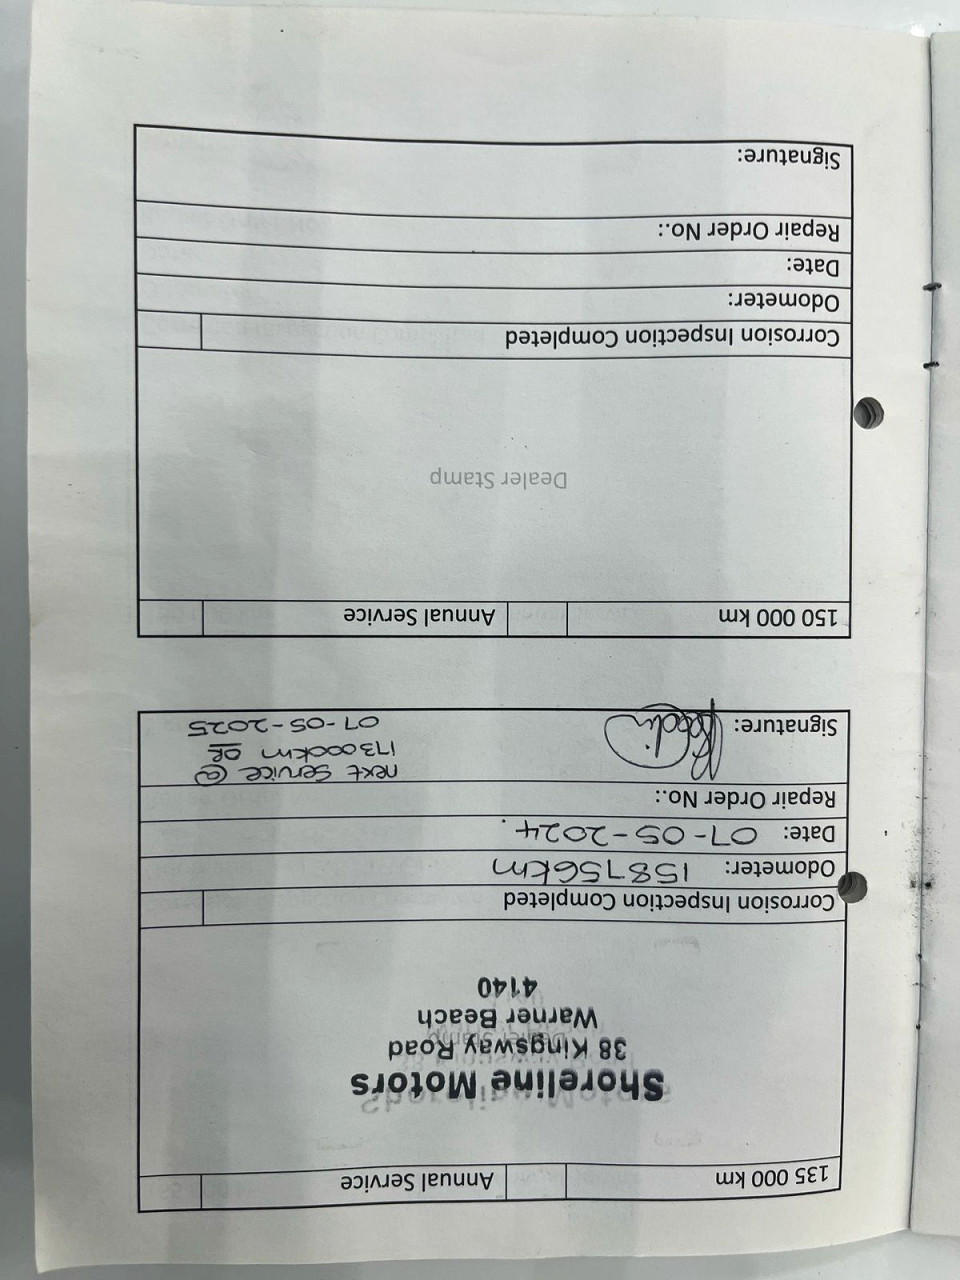 135 000 km Annual Service
Shoreline Motors
38 Kingsway Road
Warner Beach
4140
Dealer Stamp
Corrosion Inspection Completed
Odometer: 158756km
Date: 07-05-2024.
Repair Order No.:
Signature:
next service @
173000km OR
07-05-2025
150 000 km Annual Service
Dealer Stamp
Corrosion Inspection Completed
Odometer:
Date:
Repair Order No.:
Signature: